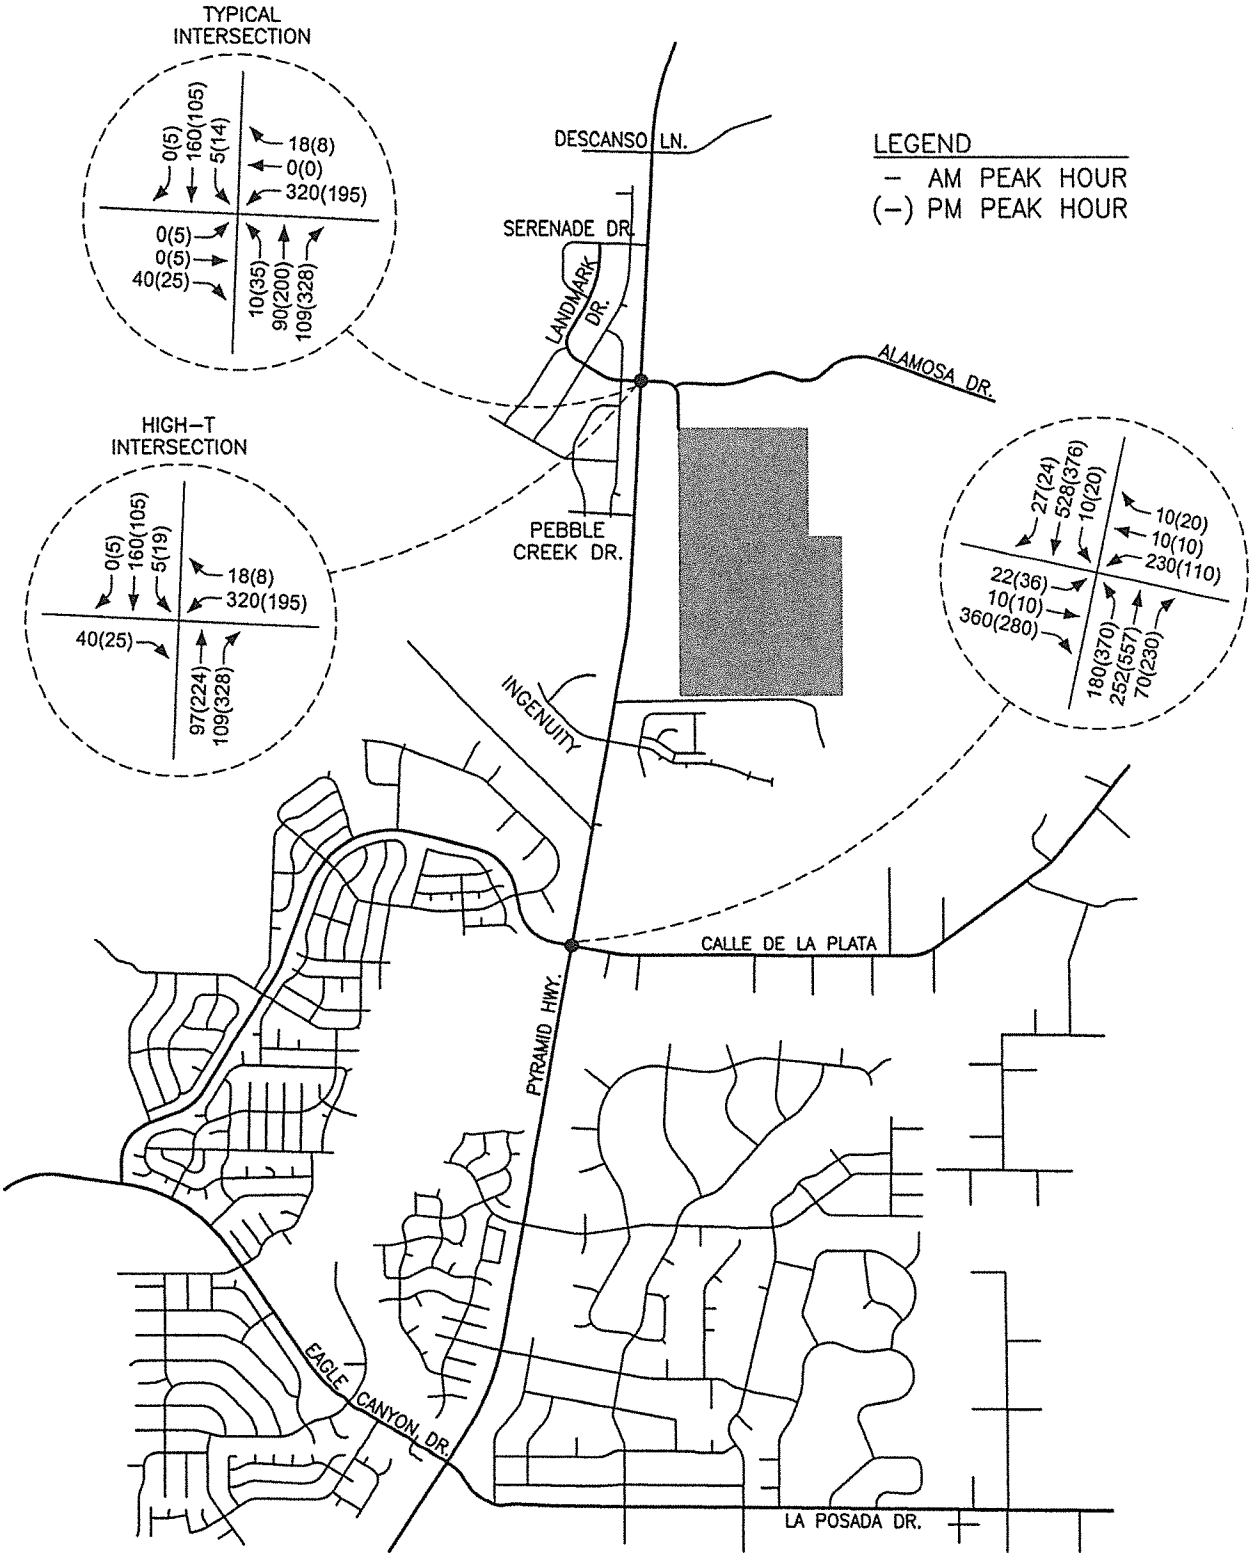 TYPICAL
INTERSECTION
0(5)
160(105)
5(14)
18(8)
0(0)
320(195)
0(5)
0(5)
40(25)
10(35)
90(200)
109(328)
DESCANSO LN.
LEGEND
- AM PEAK HOUR
(-) PM PEAK HOUR
SERENADE DR.
LANDMARK
DR.
ALAMOSA DR.
HIGH-T
INTERSECTION
0(5)
160(105)
5(19)
18(8)
320(195)
40(25)
97(224)
109(328)
PEBBLE
CREEK DR.
27(24)
528(376)
10(20)
10(20)
10(10)
230(110)
22(36)
10(10)
360(280)
180(370)
252(557)
70(230)
INGENUITY
CALLE DE LA PLATA
PYRAMID HWY.
EAGLE CANYON DR.
LA POSADA DR.